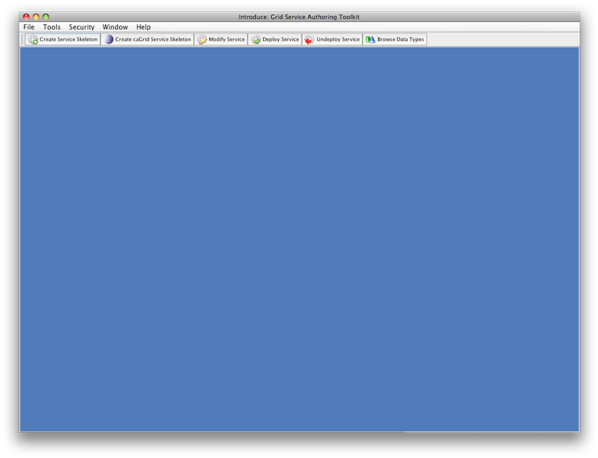 Introduce: Grid Service Authoring Toolkit
File Tools Security Window Help
Create Service Skeleton Create caGrid Service Skeleton Modify Service Deploy Service Undeploy Service Browse Data Types